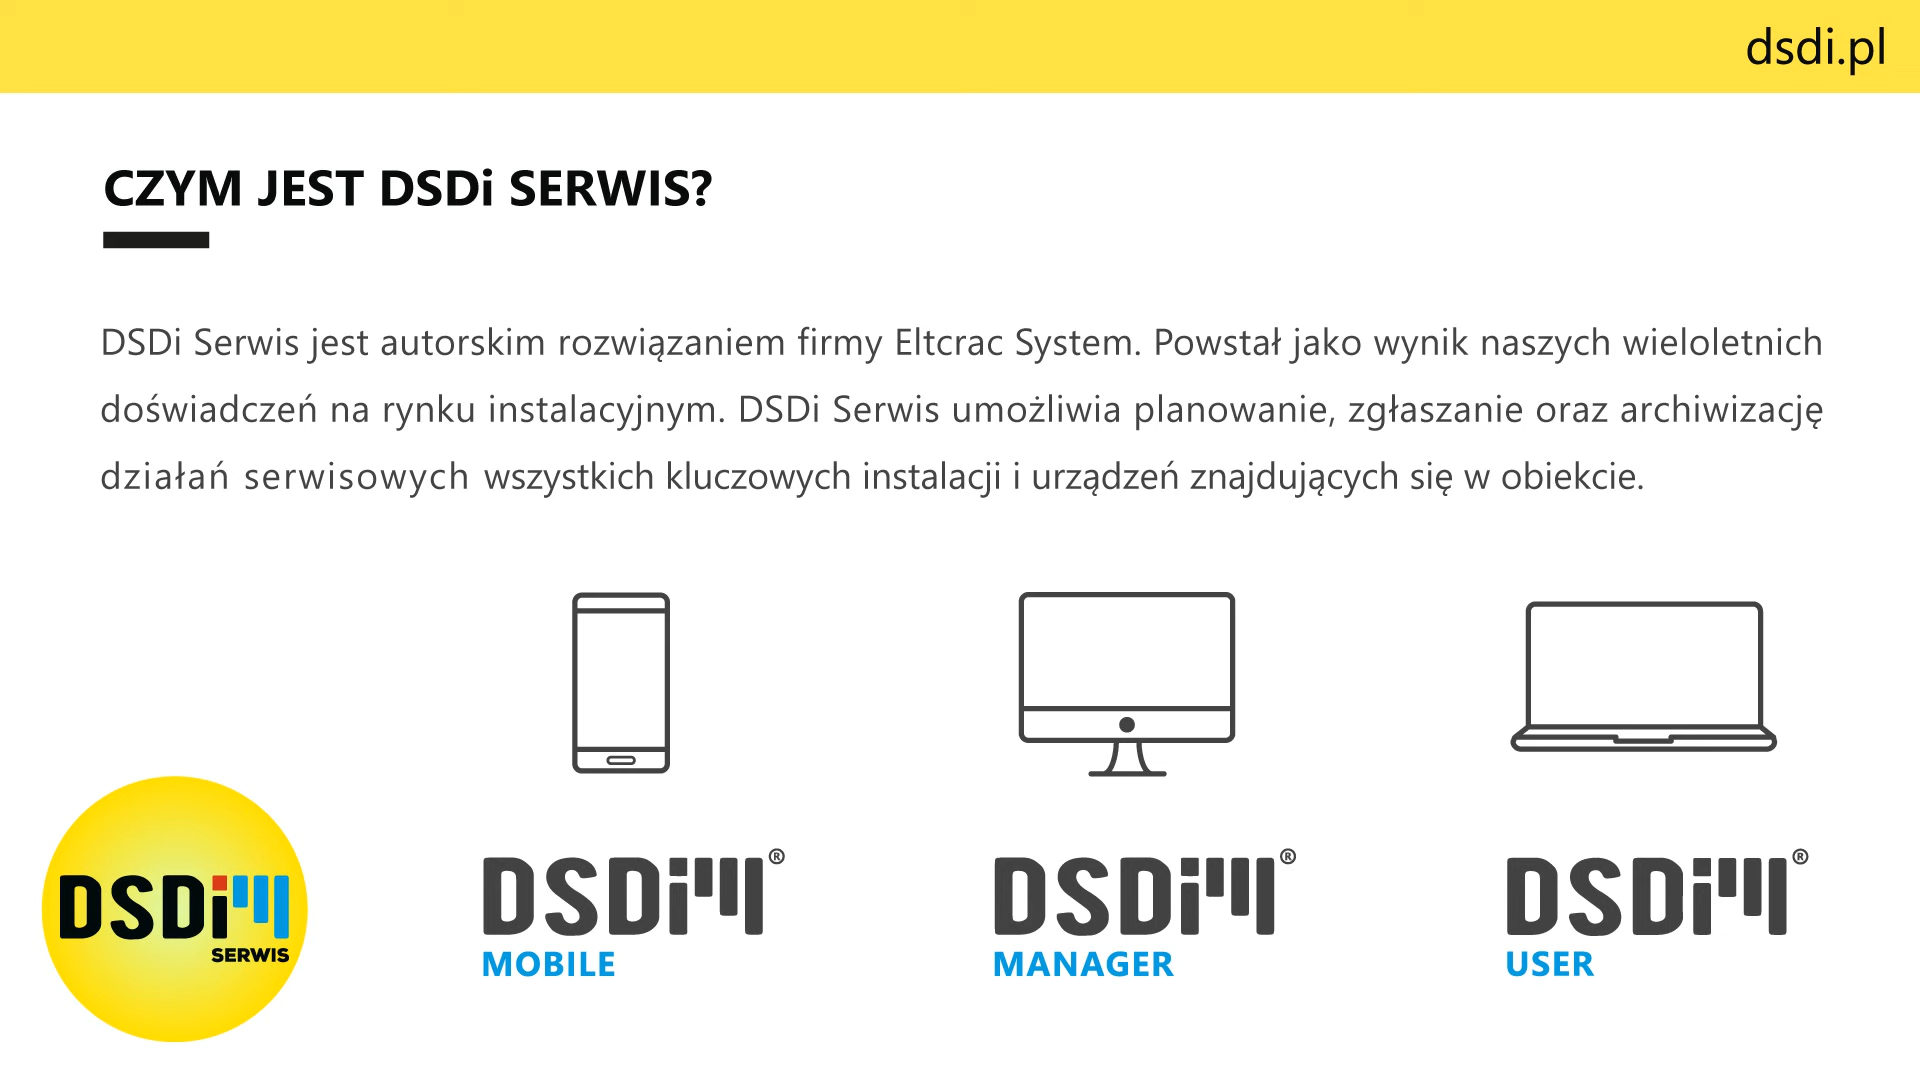 dsdi.pl
CZYM JEST DSDi SERWIS?
DSDi Serwis jest autorskim rozwiązaniem firmy Eltcrac System. Powstał jako wynik naszych wieloletnich
doświadczeń na rynku instalacyjnym. DSDi Serwis umożliwia planowanie, zgłaszanie oraz archiwizację
działań serwisowych wszystkich kluczowych instalacji i urządzeń znajdujących się w obiekcie.
DSDi
SERWIS
DSDi®
MOBILE
DSDi®
MANAGER
DSDi®
USER